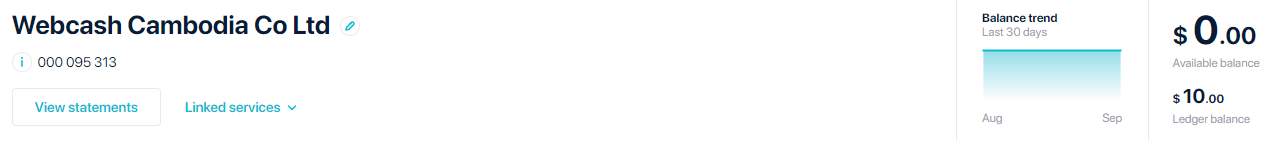 Webcash Cambodia Co Ltd
000 095 313
View statements
Linked services
Balance trend
Last 30 days
Aug
Sep
$ 0.00
Available balance
$ 10.00
Ledger balance